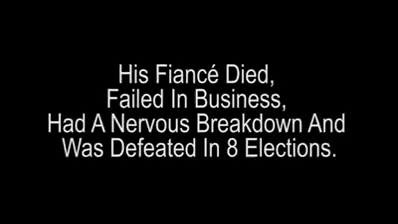 His Fiancé Died,
Failed In Business,
Had A Nervous Breakdown And
Was Defeated In 8 Elections.